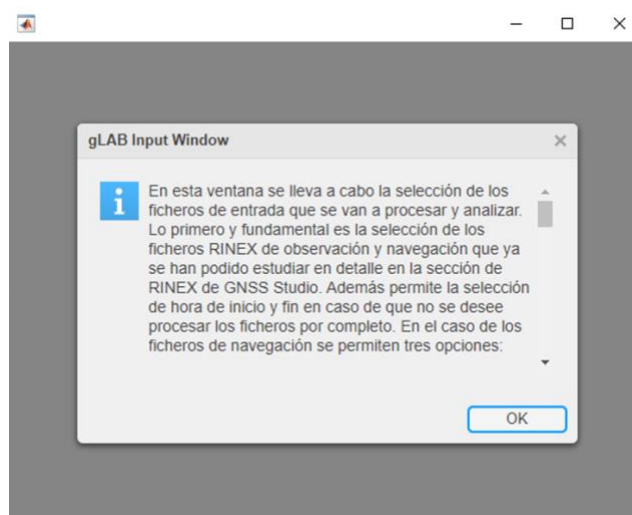 gLAB Input Window
En esta ventana se lleva a cabo la selección de los
ficheros de entrada que se van a procesar y analizar.
Lo primero y fundamental es la selección de los
ficheros RINEX de observación y navegación que ya
se han podido estudiar en detalle en la sección de
RINEX de GNSS Studio. Además permite la selección
de hora de inicio y fin en caso de que no se desee
procesar los ficheros por completo. En el caso de los
ficheros de navegación se permiten tres opciones:
OK